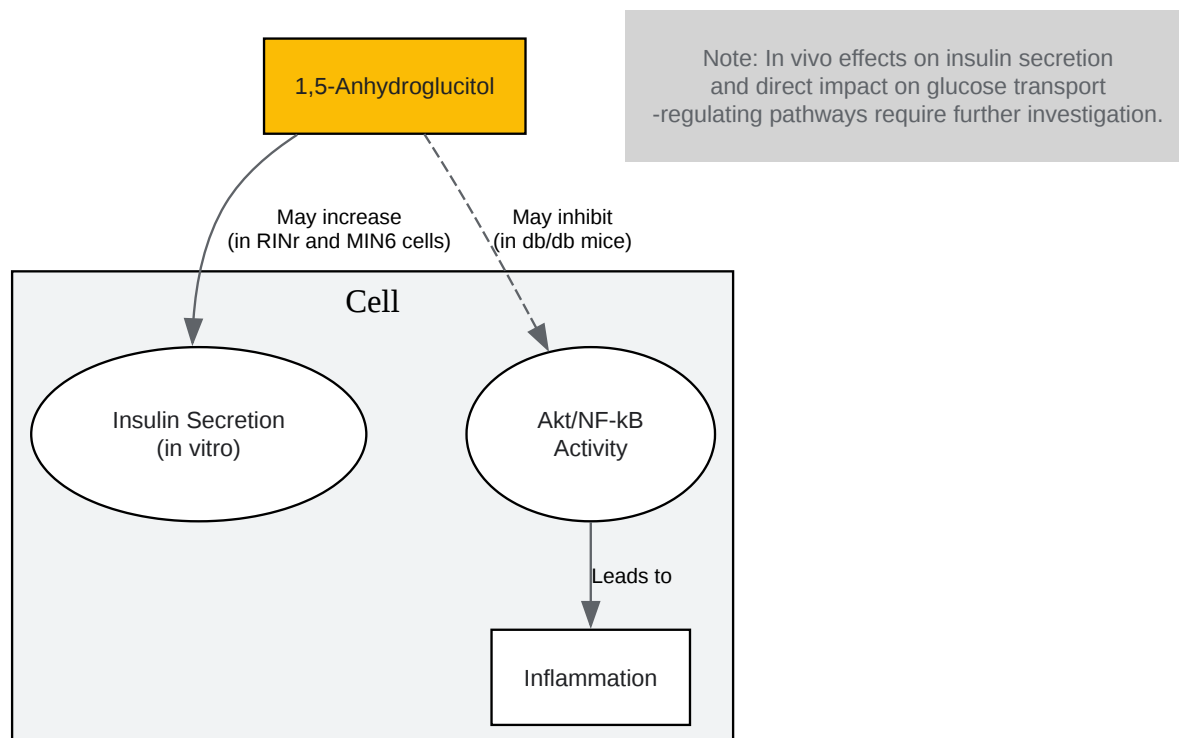 1,5-Anhydroglucitol
Note: In vivo effects on insulin secretion
and direct impact on glucose transport
-regulating pathways require further investigation.
May increase
(in RINr and MIN6 cells)
May inhibit
(in db/db mice)
Cell
Insulin Secretion
(in vitro)
Akt/NF-kB
Activity
Leads to
Inflammation